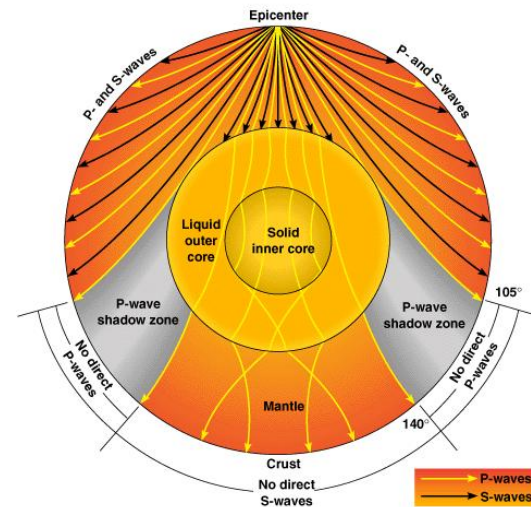 Epicenter
P- and S-waves
P- and S-waves
Liquid
outer
core
Solid
inner core
P-wave
shadow zone
P-wave
shadow zone
105°
No direct
P-waves
No direct
P-waves
Mantle
140°
Crust
No direct
S-waves
P-waves
S-waves